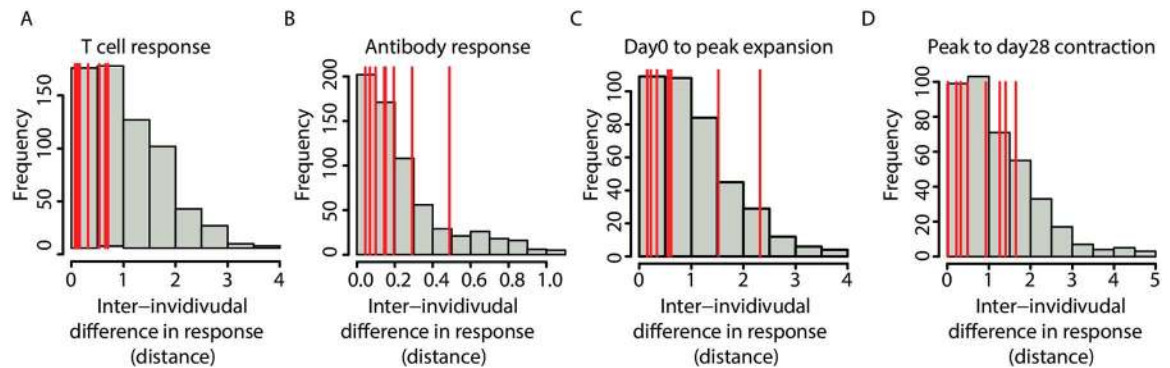 A
T cell response
Frequency
0 50 100 150
0 1 2 3 4
Inter−invidivudal
difference in response
(distance)
B
Antibody response
Frequency
0 50 100 150 200
0.0 0.2 0.4 0.6 0.8 1.0
Inter−invidivudal
difference in response
(distance)
C
Day0 to peak expansion
Frequency
0 20 40 60 80 100
0 1 2 3 4
Inter−invidivudal
difference in response
(distance)
D
Peak to day28 contraction
Frequency
0 20 40 60 80 100
0 1 2 3 4 5
Inter−invidivudal
difference in response
(distance)